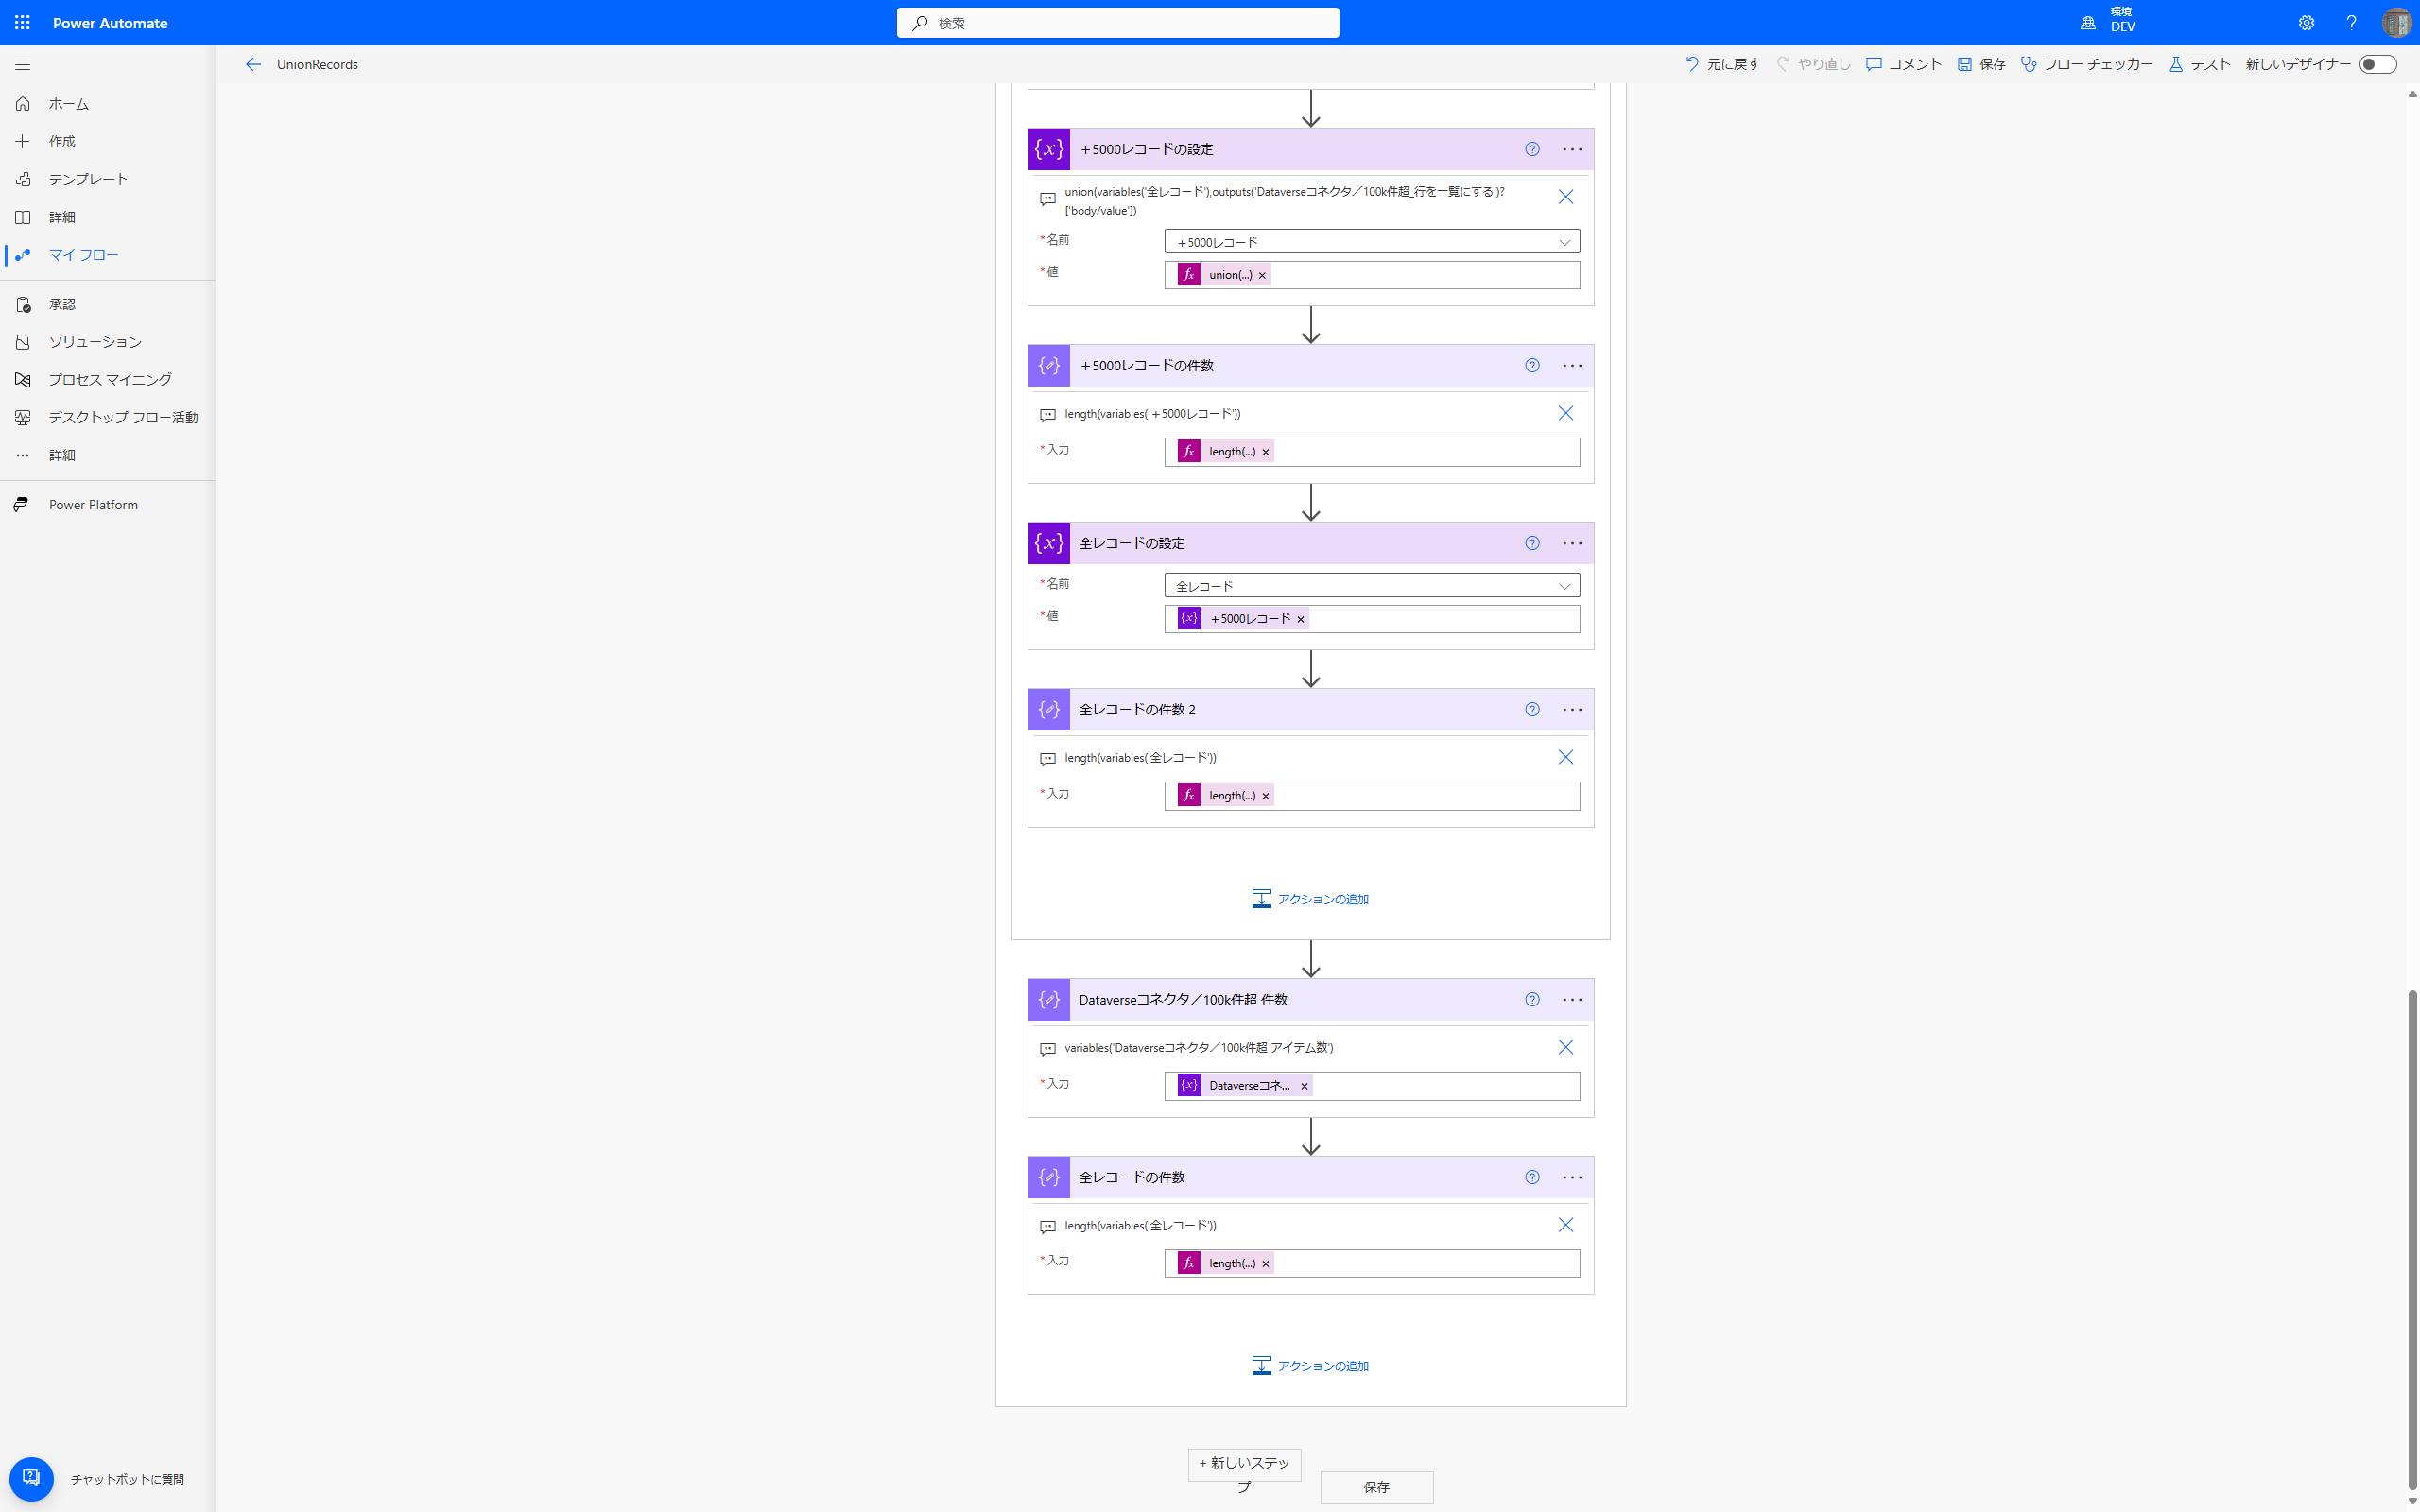 Power Automate
検索
環境
DEV
UnionRecords
元に戻す
やり直し
コメント
保存
フロー チェッカー
テスト
新しいデザイナー
ホーム
作成
テンプレート
詳細
マイ フロー
承認
ソリューション
プロセス マイニング
デスクトップ フロー活動
詳細
Power Platform
チャットボットに質問
{x} +5000レコードの設定
union(variables('全レコード'),outputs('Dataverseコネクタ／100k件超_行を一覧にする')?
['body/value'])
*名前 +5000レコード
*値 fx union(...) ×
+5000レコードの件数
length(variables('+5000レコード'))
*入力 fx length(...) ×
{x} 全レコードの設定
*名前 全レコード
*値 {x} +5000レコード ×
全レコードの件数 2
length(variables('全レコード'))
*入力 fx length(...) ×
アクションの追加
Dataverseコネクタ／100k件超 件数
variables('Dataverseコネクタ／100k件超 アイテム数')
*入力 {x} Dataverseコネ... ×
全レコードの件数
length(variables('全レコード'))
*入力 fx length(...) ×
アクションの追加
+ 新しいステッ
プ
保存